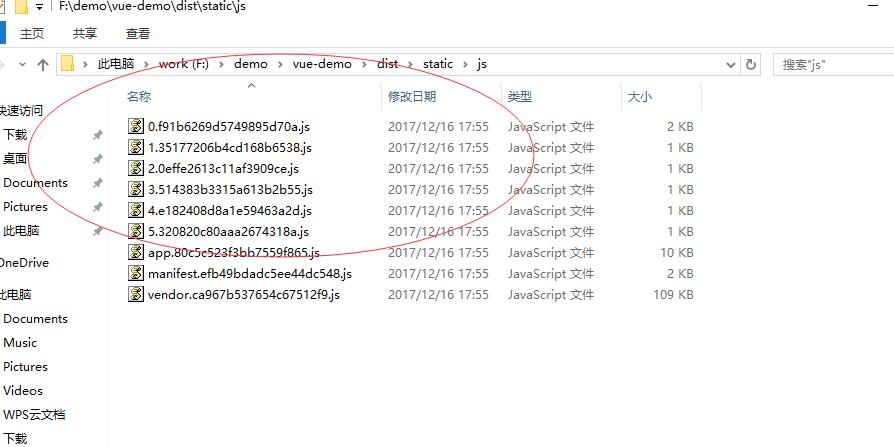 F:\demo\vue-demo\dist\static\js
主页 共享 查看
此电脑 work (F:) demo vue-demo dist static js 搜索"js"
名称 修改日期 类型 大小
快速访问
下载
桌面
Documents
Pictures
此电脑
OneDrive
此电脑
Documents
Music
Pictures
Videos
WPS云文档
下载
0.f91b6269d5749895d70a.js 2017/12/16 17:55 JavaScript 文件 2 KB
1.35177206b4cd168b6538.js 2017/12/16 17:55 JavaScript 文件 1 KB
2.0effe2613c11af3909ce.js 2017/12/16 17:55 JavaScript 文件 1 KB
3.514383b3315a613b2b55.js 2017/12/16 17:55 JavaScript 文件 1 KB
4.e182408d8a1e59463a2d.js 2017/12/16 17:55 JavaScript 文件 1 KB
5.320820c80aaa2674318a.js 2017/12/16 17:55 JavaScript 文件 1 KB
app.80c5c523f3bb7559f865.js 2017/12/16 17:55 JavaScript 文件 10 KB
manifest.efb49bdadc5ee44dc548.js 2017/12/16 17:55 JavaScript 文件 2 KB
vendor.ca967b537654c67512f9.js 2017/12/16 17:55 JavaScript 文件 109 KB